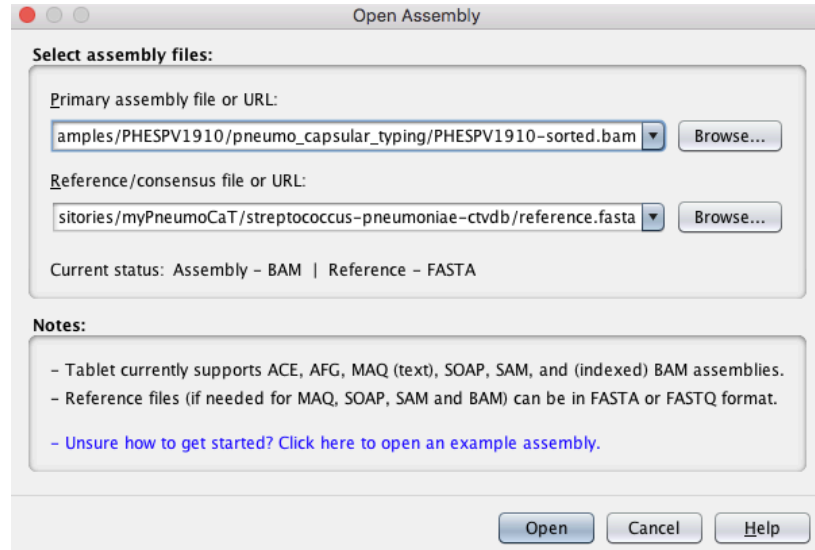 Open Assembly
Select assembly files:
Primary assembly file or URL:
amples/PHESPV1910/pneumo_capsular_typing/PHESPV1910-sorted.bam
Browse...
Reference/consensus file or URL:
sitories/myPneumoCaT/streptococcus-pneumoniae-ctvdb/reference.fasta
Browse...
Current status: Assembly - BAM | Reference - FASTA
Notes:
- Tablet currently supports ACE, AFG, MAQ (text), SOAP, SAM, and (indexed) BAM assemblies.
- Reference files (if needed for MAQ, SOAP, SAM and BAM) can be in FASTA or FASTQ format.
- Unsure how to get started? Click here to open an example assembly.
Open Cancel Help